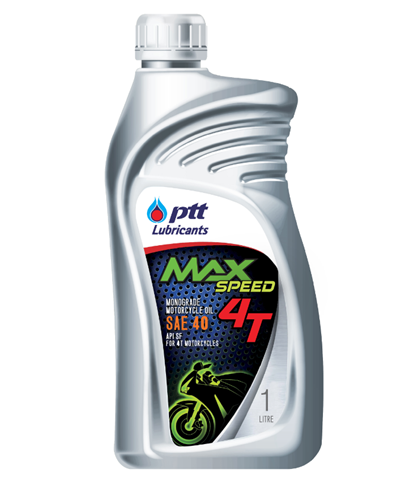 ptt
Lubricants
MAX
SPEED
4T
MONOGRADE
MOTORCYCLE OIL
SAE 40
API SF
FOR 4T MOTORCYCLES
1
LITRE